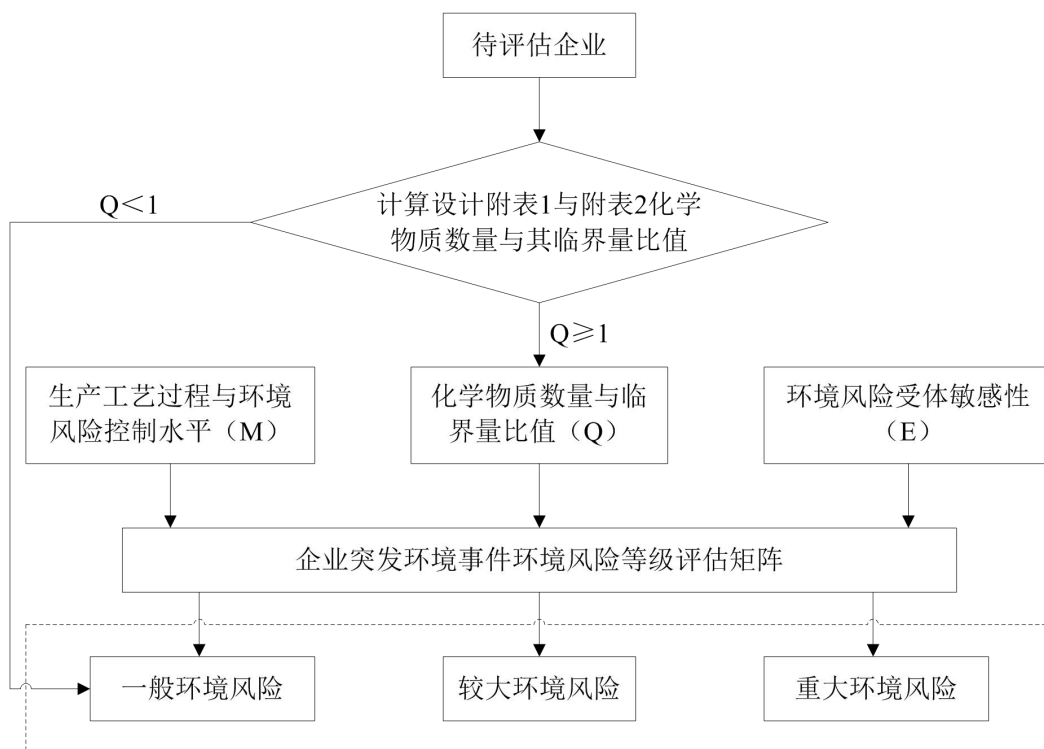 待评估企业
Q＜1
计算设计附表1与附表2化学
物质数量与其临界量比值
Q≥1
生产工艺过程与环境
风险控制水平（M）
化学物质数量与临
界量比值（Q）
环境风险受体敏感性
（E）
企业突发环境事件环境风险等级评估矩阵
一般环境风险
较大环境风险
重大环境风险